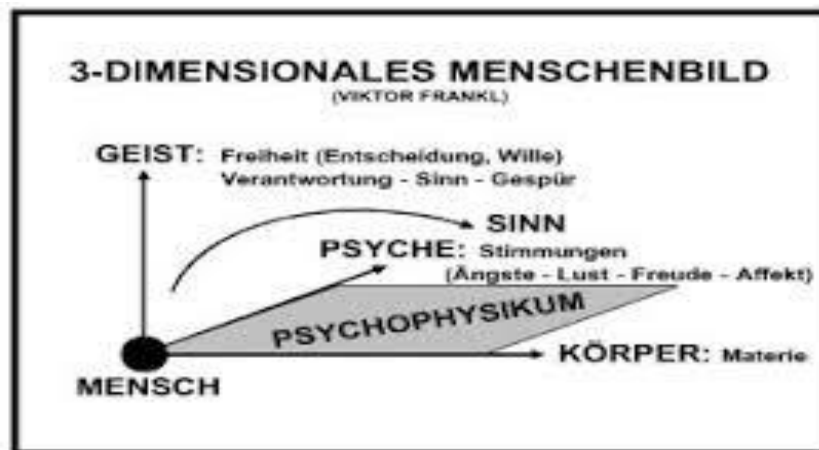 3-DIMENSIONALES MENSCHENBILD
(VIKTOR FRANKL)
GEIST: Freiheit (Entscheidung, Wille)
Verantwortung - Sinn - Gespür
SINN
PSYCHE: Stimmungen
(Ängste - Lust - Freude - Affekt)
PSYCHOPHYSIKUM
KÖRPER: Materie
MENSCH